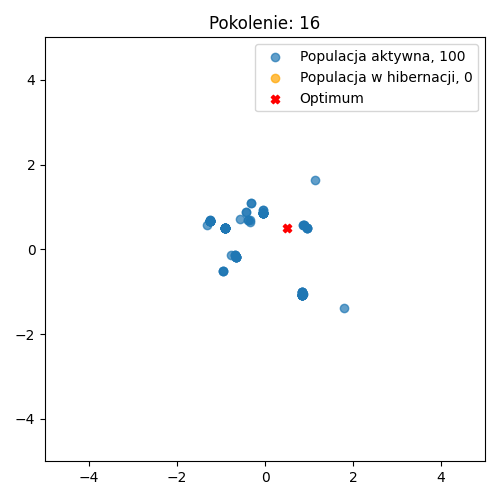 Pokolenie: 16
Populacja aktywna, 100
Populacja w hibernacji, 0
Optimum
4
2
0
−2
−4
−4 −2 0 2 4